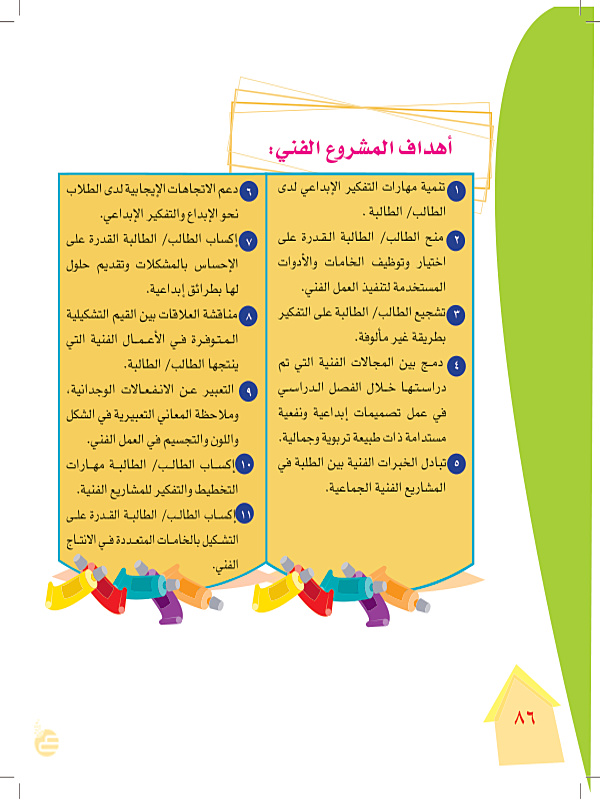 أهداف المشروع الفني:
١ تنمية مهارات التفكير الإبداعي لدى
الطالب/ الطالبة .
٢ منح الطالب/ الطالبة القدرة على
اختيار وتوظيف الخامات والأدوات
المستخدمة لتنفيذ العمل الفني.
٣ تشجيع الطالب/ الطالبة على التفكير
بطريقة غير مألوفة.
٤ دمج بين المجالات الفنية التي تم
دراستها خلال الفصل الدراسي
في عمل تصميمات إبداعية ونفعية
مستدامة ذات طبيعة تربوية وجمالية.
٥ تبادل الخبرات الفنية بين الطلبة في
المشاريع الفنية الجماعية.
٦ دعم الاتجاهات الإيجابية لدى الطلاب
نحو الإبداع والتفكير الإبداعي.
٧ إكساب الطالب/ الطالبة القدرة على
الإحساس بالمشكلات وتقديم حلول
لها بطرائق إبداعية.
٨ مناقشة العلاقات بين القيم التشكيلية
المتوفرة في الأعمال الفنية التي
ينتجها الطالب/ الطالبة.
٩ التعبير عن الانفعالات الوجدانية،
وملاحظة المعاني التعبيرية في الشكل
واللون والتجسيم في العمل الفني.
١٠ إكساب الطالب/ الطالبة مهارات
التخطيط والتفكير للمشاريع الفنية.
١١ إكساب الطالب/ الطالبة القدرة على
التشكيل بالخامات المتعددة في الانتاج
الفني.
٨٦